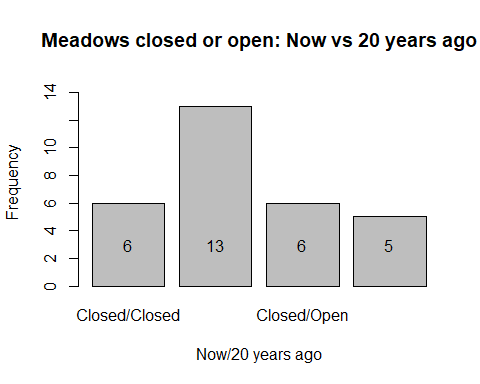 Meadows closed or open: Now vs 20 years ago
Frequency
14
10
8
6
4
2
0
6
13
6
5
Closed/Closed
Closed/Open
Now/20 years ago